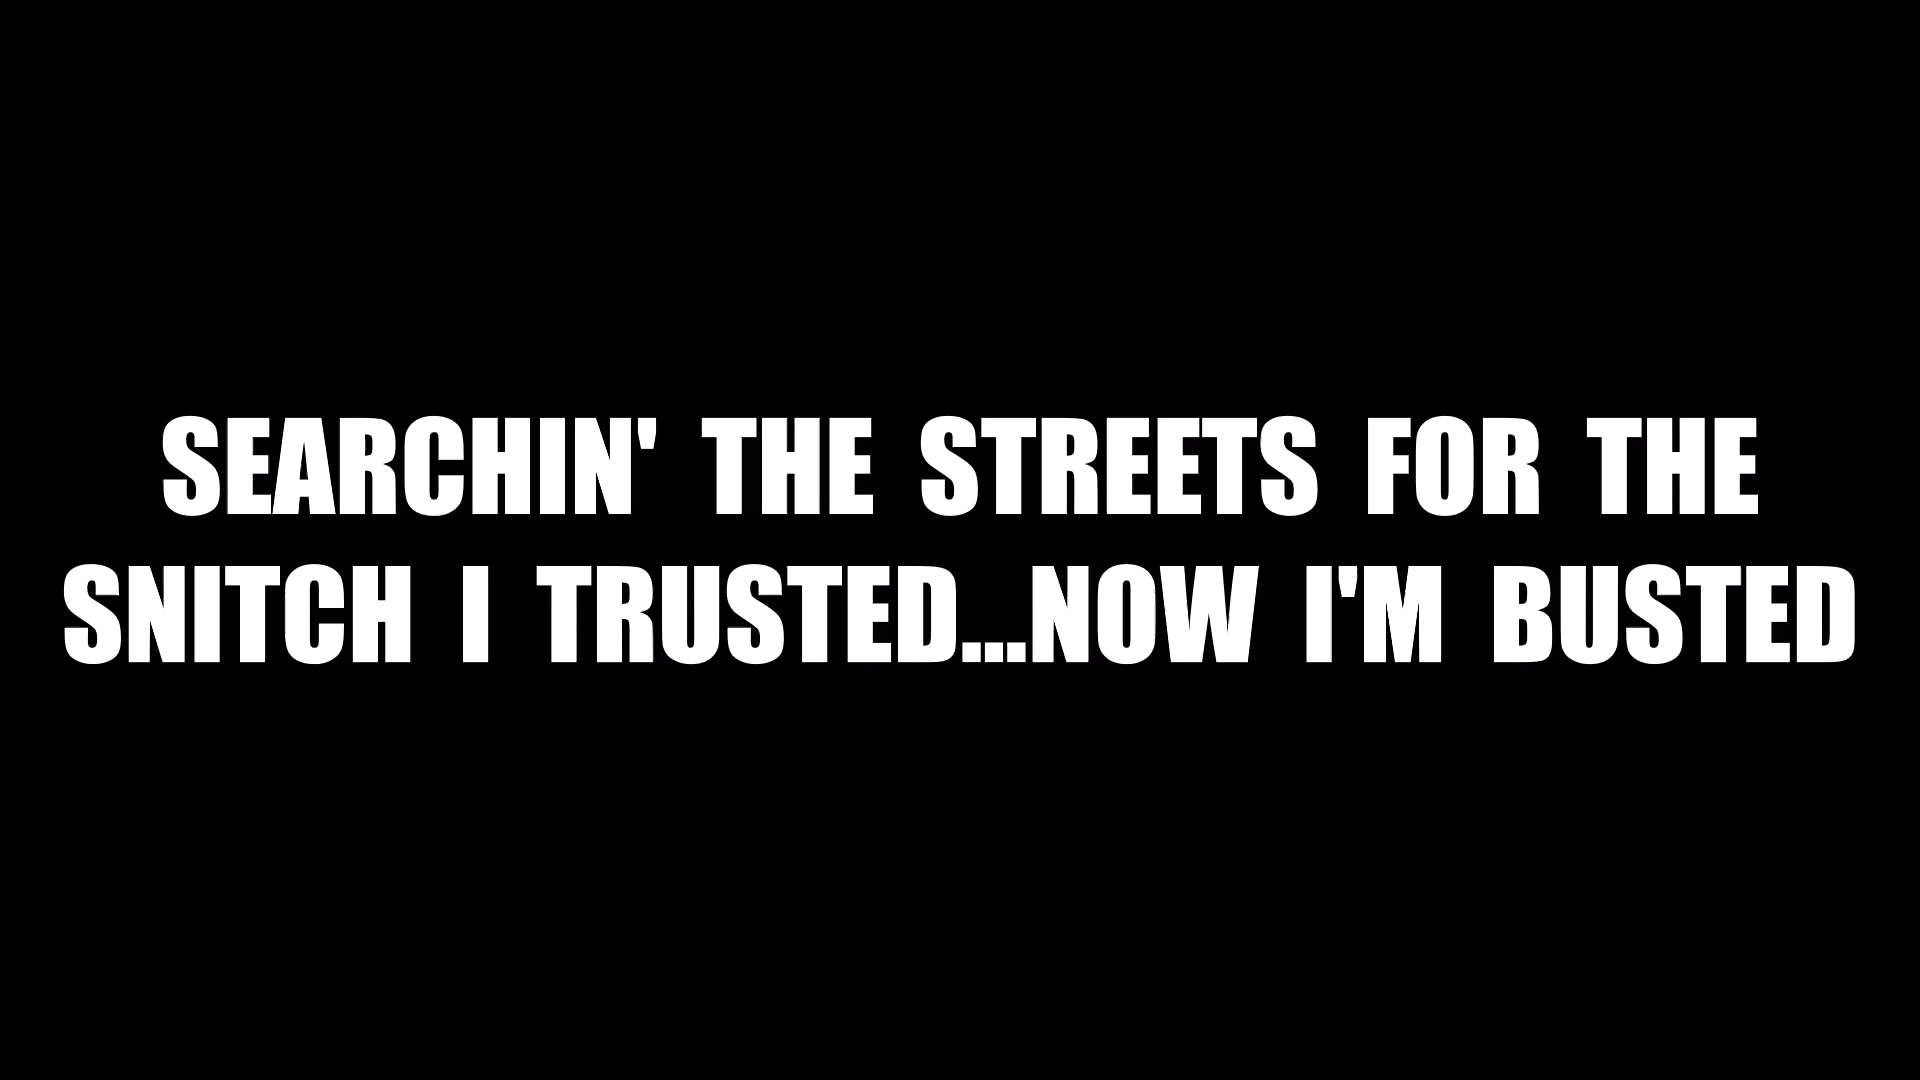 SEARCHIN' THE STREETS FOR THE
SNITCH I TRUSTED...NOW I'M BUSTED